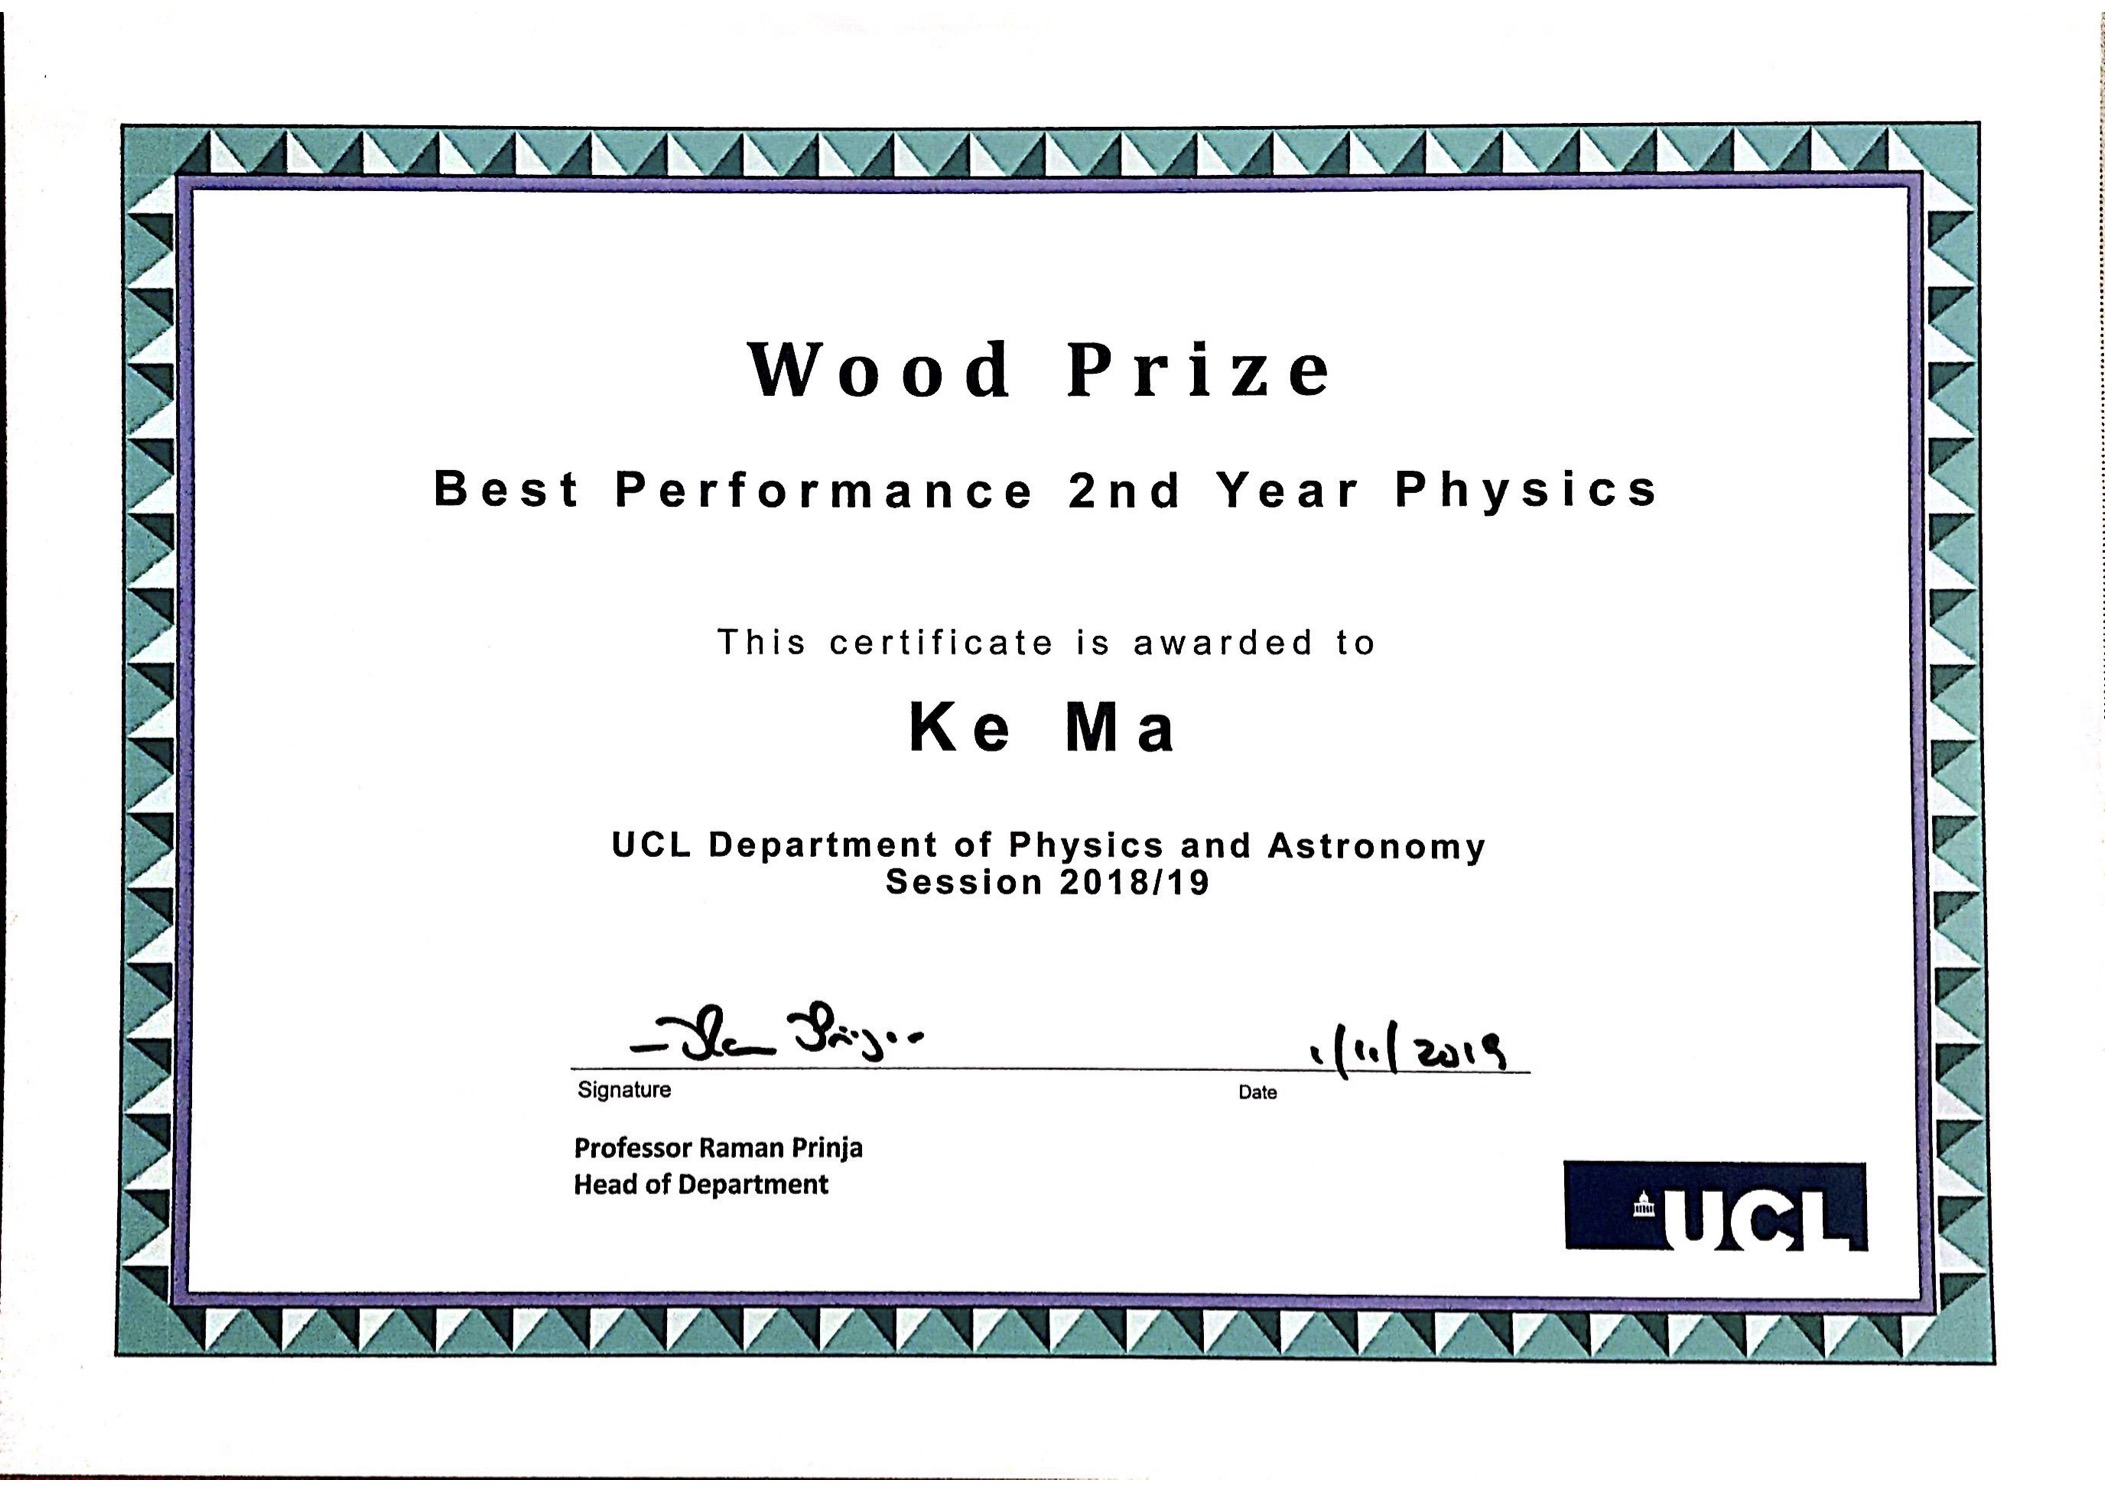 Wood Prize
Best Performance 2nd Year Physics
This certificate is awarded to
Ke Ma
UCL Department of Physics and Astronomy
Session 2018/19
1/11/2019
Signature
Date
Professor Raman Prinja
Head of Department
UCL